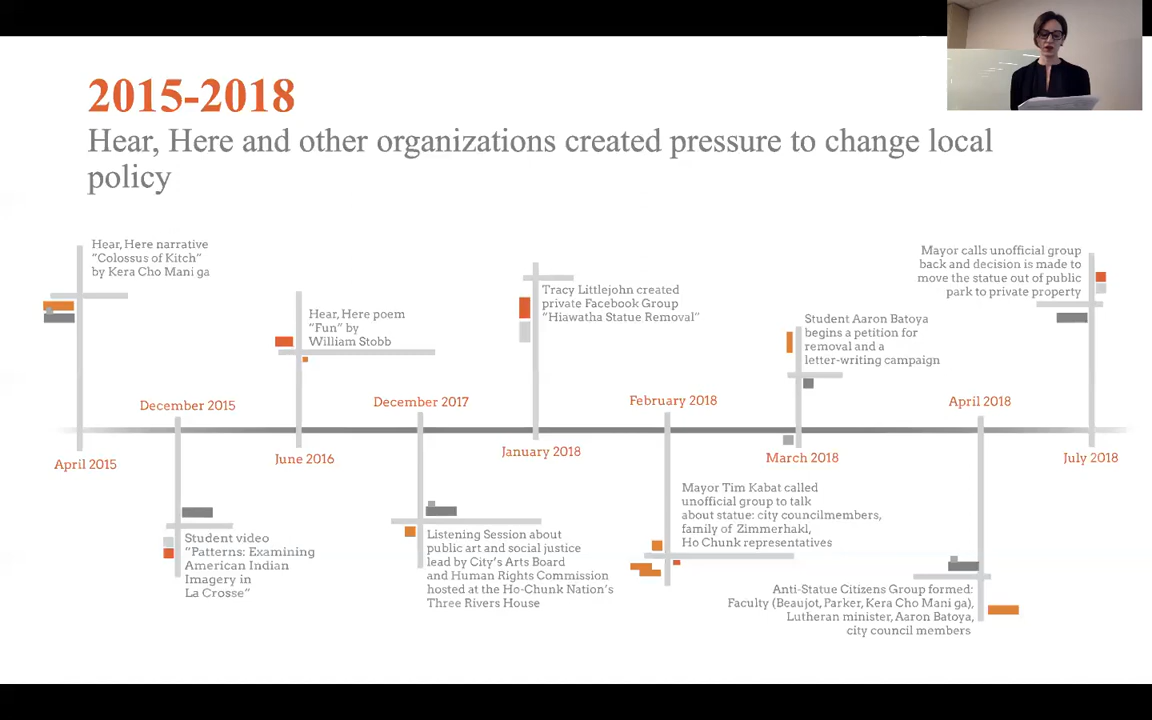 2015-2018
Hear, Here and other organizations created pressure to change local
policy
Hear, Here narrative
“Colossus of Kitch”
by Kera Cho Mani ga
April 2015
December 2015
Student video
“Patterns: Examining
American Indian
Imagery in
La Crosse”
Hear, Here poem
“Fun” by
William Stobb
June 2016
December 2017
Listening Session about
public art and social justice
lead by City’s Arts Board
and Human Rights Commission
hosted at the Ho-Chunk Nation’s
Three Rivers House
Tracy Littlejohn created
private Facebook Group
“Hiawatha Statue Removal”
January 2018
February 2018
Mayor Tim Kabat called
unofficial group to talk
about statue: city councilmembers,
family of Zimmerhakl,
Ho Chunk representatives
Student Aaron Batoya
begins a petition for
removal and a
letter-writing campaign
March 2018
April 2018
Anti-Statue Citizens Group formed:
Faculty (Beaujot, Parker, Kera Cho Mani ga),
Lutheran minister, Aaron Batoya,
city council members
Mayor calls unofficial group
back and decision is made to
move the statue out of public
park to private property
July 2018